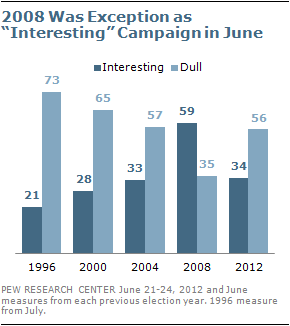 2008 Was Exception as
“Interesting” Campaign in June
Interesting Dull
73
65
57
59
56
21
28
33
35
34
1996 2000 2004 2008 2012
PEW RESEARCH CENTER June 21-24, 2012 and June
measures from each previous election year. 1996 measure
from July.